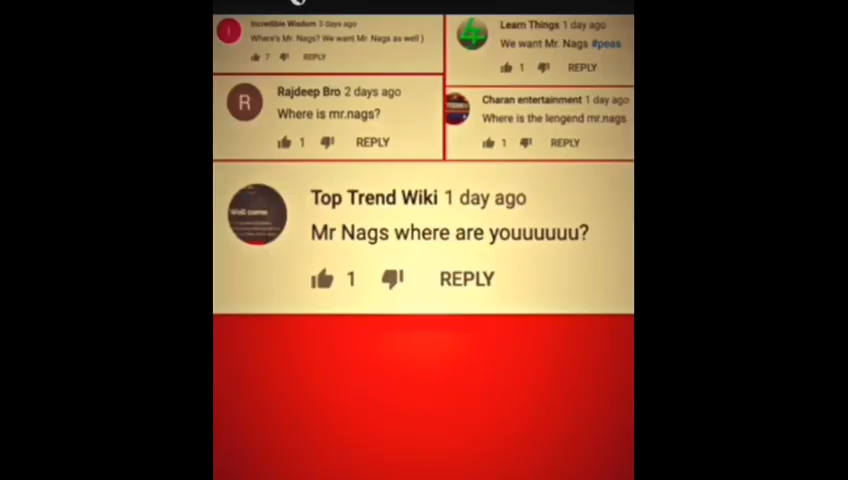 Incredible Wisdom 3 days ago
Where's Mr. Nags? We want Mr. Nags as well )
7 REPLY
Learn Things 1 day ago
We want Mr. Nags #peas
1 REPLY
R
Rajdeep Bro 2 days ago
Where is mr.nags?
1 REPLY
Charan entertainment 1 day ago
Where is the lengend mr.nags
1 REPLY
Top Trend Wiki 1 day ago
Mr Nags where are youuuuuu?
1 REPLY